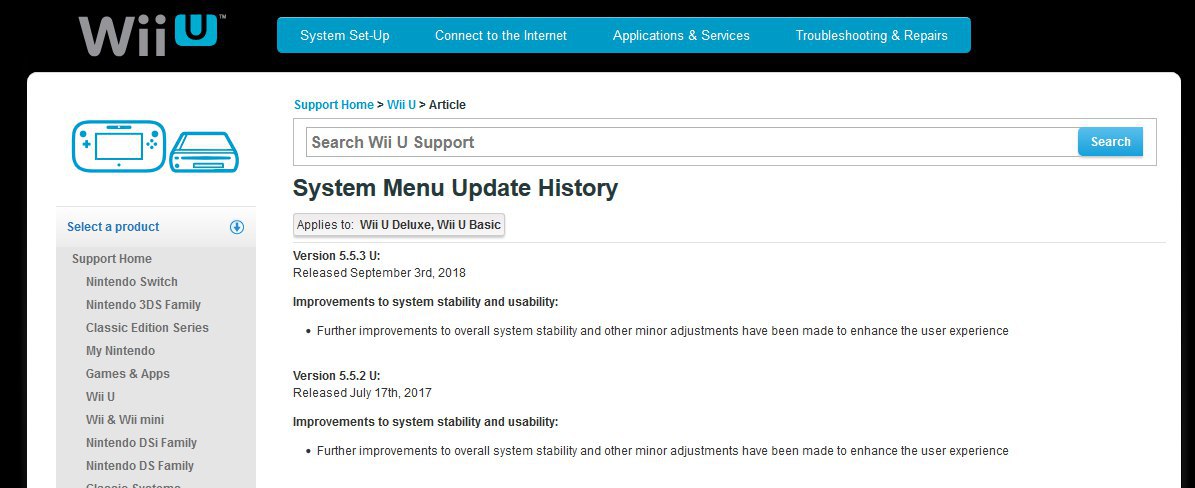 Wii U™
System Set-Up
Connect to the Internet
Applications & Services
Troubleshooting & Repairs
Support Home > Wii U > Article
Search Wii U Support
Search
System Menu Update History
Applies to: Wii U Deluxe, Wii U Basic
Select a product
Support Home
Nintendo Switch
Nintendo 3DS Family
Classic Edition Series
My Nintendo
Games & Apps
Wii U
Wii & Wii mini
Nintendo DSi Family
Nintendo DS Family
Classic Systems
Version 5.5.3 U:
Released September 3rd, 2018
Improvements to system stability and usability:
• Further improvements to overall system stability and other minor adjustments have been made to enhance the user experience
Version 5.5.2 U:
Released July 17th, 2017
Improvements to system stability and usability:
• Further improvements to overall system stability and other minor adjustments have been made to enhance the user experience